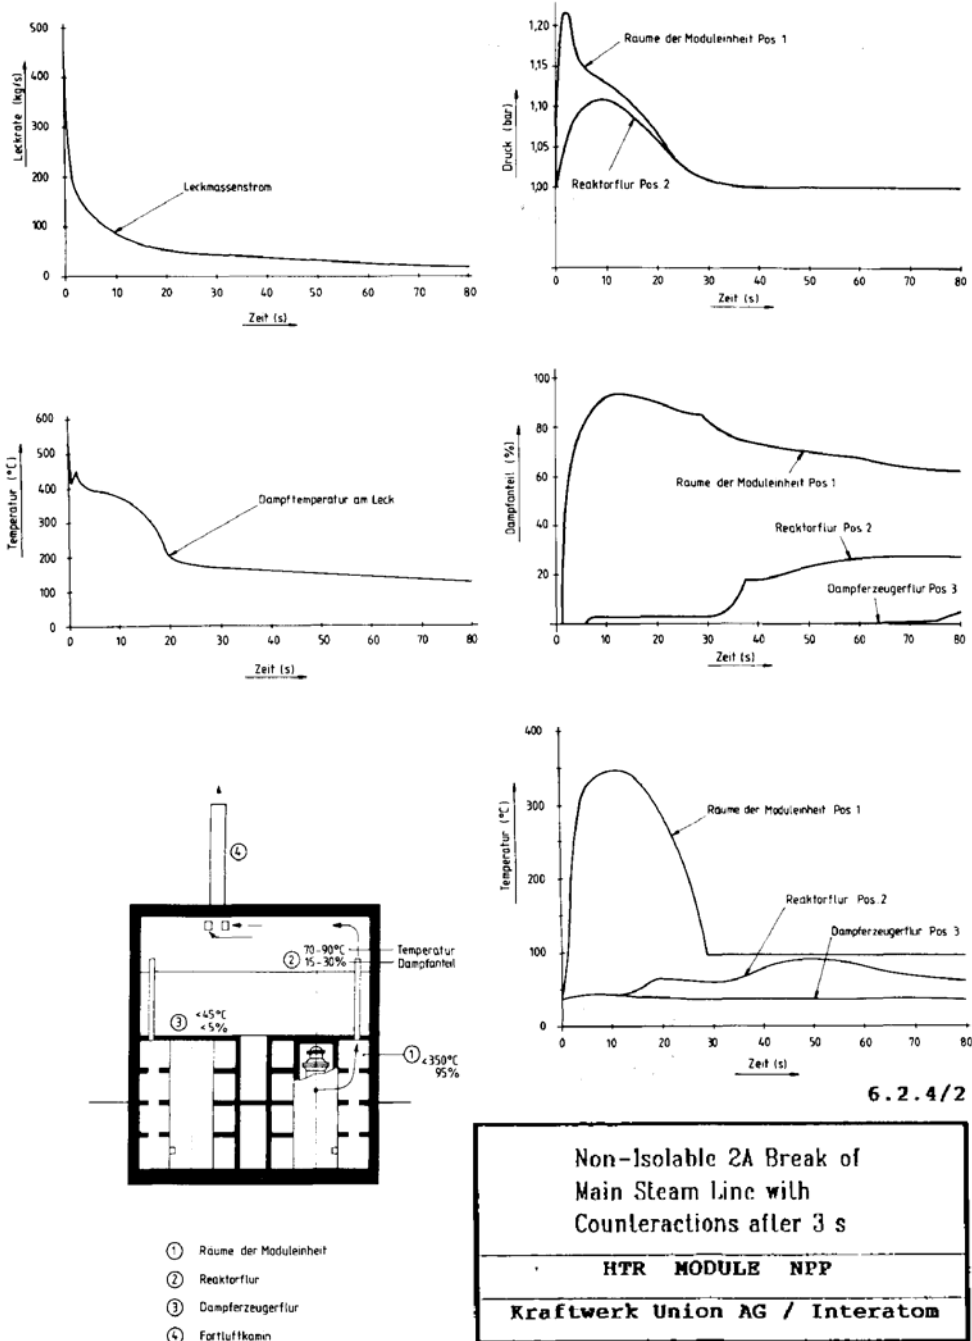 500
400
300
200
100
0
Leckrate (kg/s)
Leckmassenstrom
0 10 20 30 40 50 60 70 80
Zeit (s)
1,20
1,15
1,10
1,05
1,00
Druck (bar)
Räume der Moduleinheit Pos 1
Reaktorflur Pos. 2
0 10 20 30 40 50 60 70 80
Zeit (s)
600
500
400
300
200
100
0
Temperatur (°C)
Dampftemperatur am Leck
0 10 20 30 40 50 60 70 80
Zeit (s)
100
80
60
40
20
Dampfanteil (%)
Räume der Moduleinheit Pos 1
Reaktorflur Pos 2
Dampferzeugerflur Pos 3
0 10 20 30 40 50 60 70 80
Zeit (s)
400
300
200
100
0
Temperatur (°C)
Räume der Moduleinheit Pos 1
Reaktorflur Pos. 2
Dampferzeugerflur Pos 3
0 10 20 30 40 50 60 70 80
Zeit (s)
4
70-90°C Temperatur
2 15-30% Dampfanteil
3 <45°C
<5%
1 <350°C
95%
1 Räume der Moduleinheit
2 Reaktorflur
3 Dampferzeugerflur
4 Fortluftkamin
6.2.4/2
Non-Isolable 2A Break of
Main Steam Line with
Counteractions after 3 s
HTR MODULE NPP
Kraftwerk Union AG / Interatom